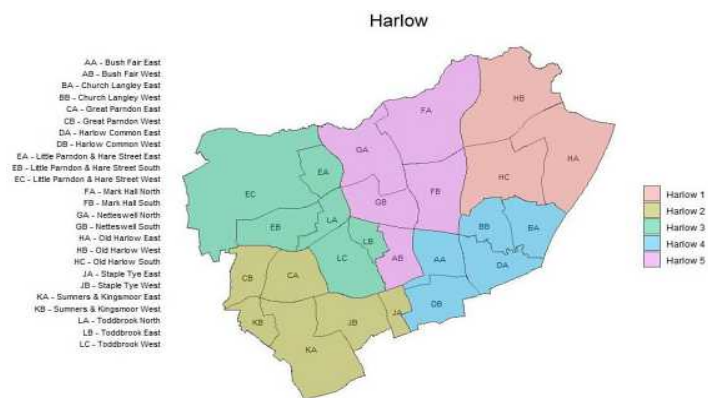 Harlow
AA - Bush Fair East
AB - Bush Fair West
BA - Church Langley East
BB - Church Langley West
CA - Great Parndon East
CB - Great Parndon West
DA - Harlow Common East
DB - Harlow Common West
EA - Little Parndon & Hare Street East
EB - Little Parndon & Hare Street South
EC - Little Parndon & Hare Street West
FA - Mark Hall North
FB - Mark Hall South
GA - Netteswell North
GB - Netteswell South
HA - Old Harlow East
HB - Old Harlow West
HC - Old Harlow South
JA - Staple Tye East
JB - Staple Tye West
KA - Sumners & Kingsmoor East
KB - Sumners & Kingsmoor West
LA - Toddbrook North
LB - Toddbrook East
LC - Toddbrook West
HB
FA
GA
HA
EA
HC
EC
GB
FB
LA
EB
BB
BA
LB
LC
AB
AA
DA
CB
CA
DB
KB
JB
JA
KA
Harlow 1
Harlow 2
Harlow 3
Harlow 4
Harlow 5